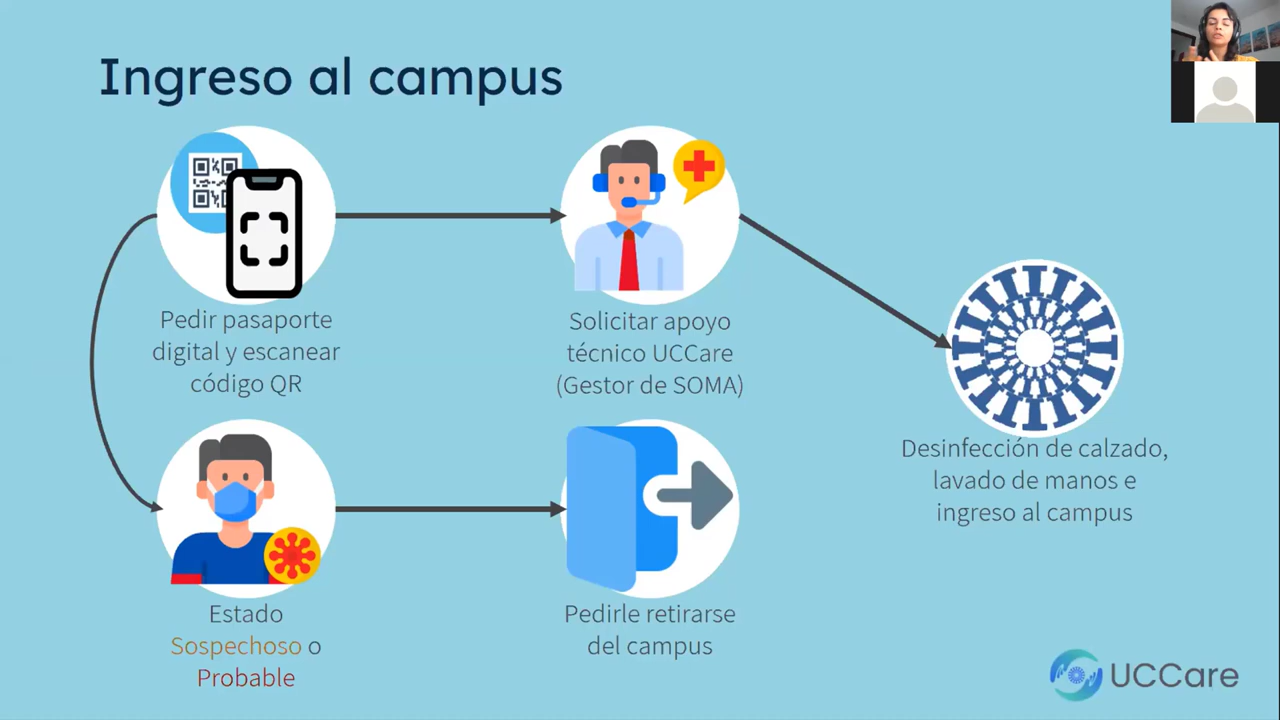 Ingreso al campus
Pedir pasaporte
digital y escanear
código QR
Solicitar apoyo
técnico UCCare
(Gestor de SOMA)
Desinfección de calzado,
lavado de manos e
ingreso al campus
Estado
Sospechoso o
Probable
Pedirle retirarse
del campus
UCCare